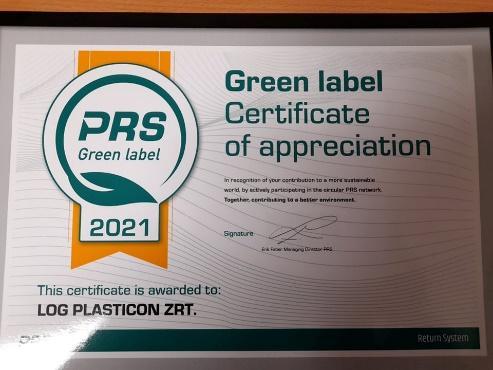 PRS
Green label
2021
Green label
Certificate
of appreciation
In recognition of your contribution to a more sustainable
world, by actively participating in the circular PRS network.
Together, contributing to a better environment.
Signature
Erik Faber Managing Director PRS
This certificate is awarded to:
LOG PLASTICON ZRT.
Return System